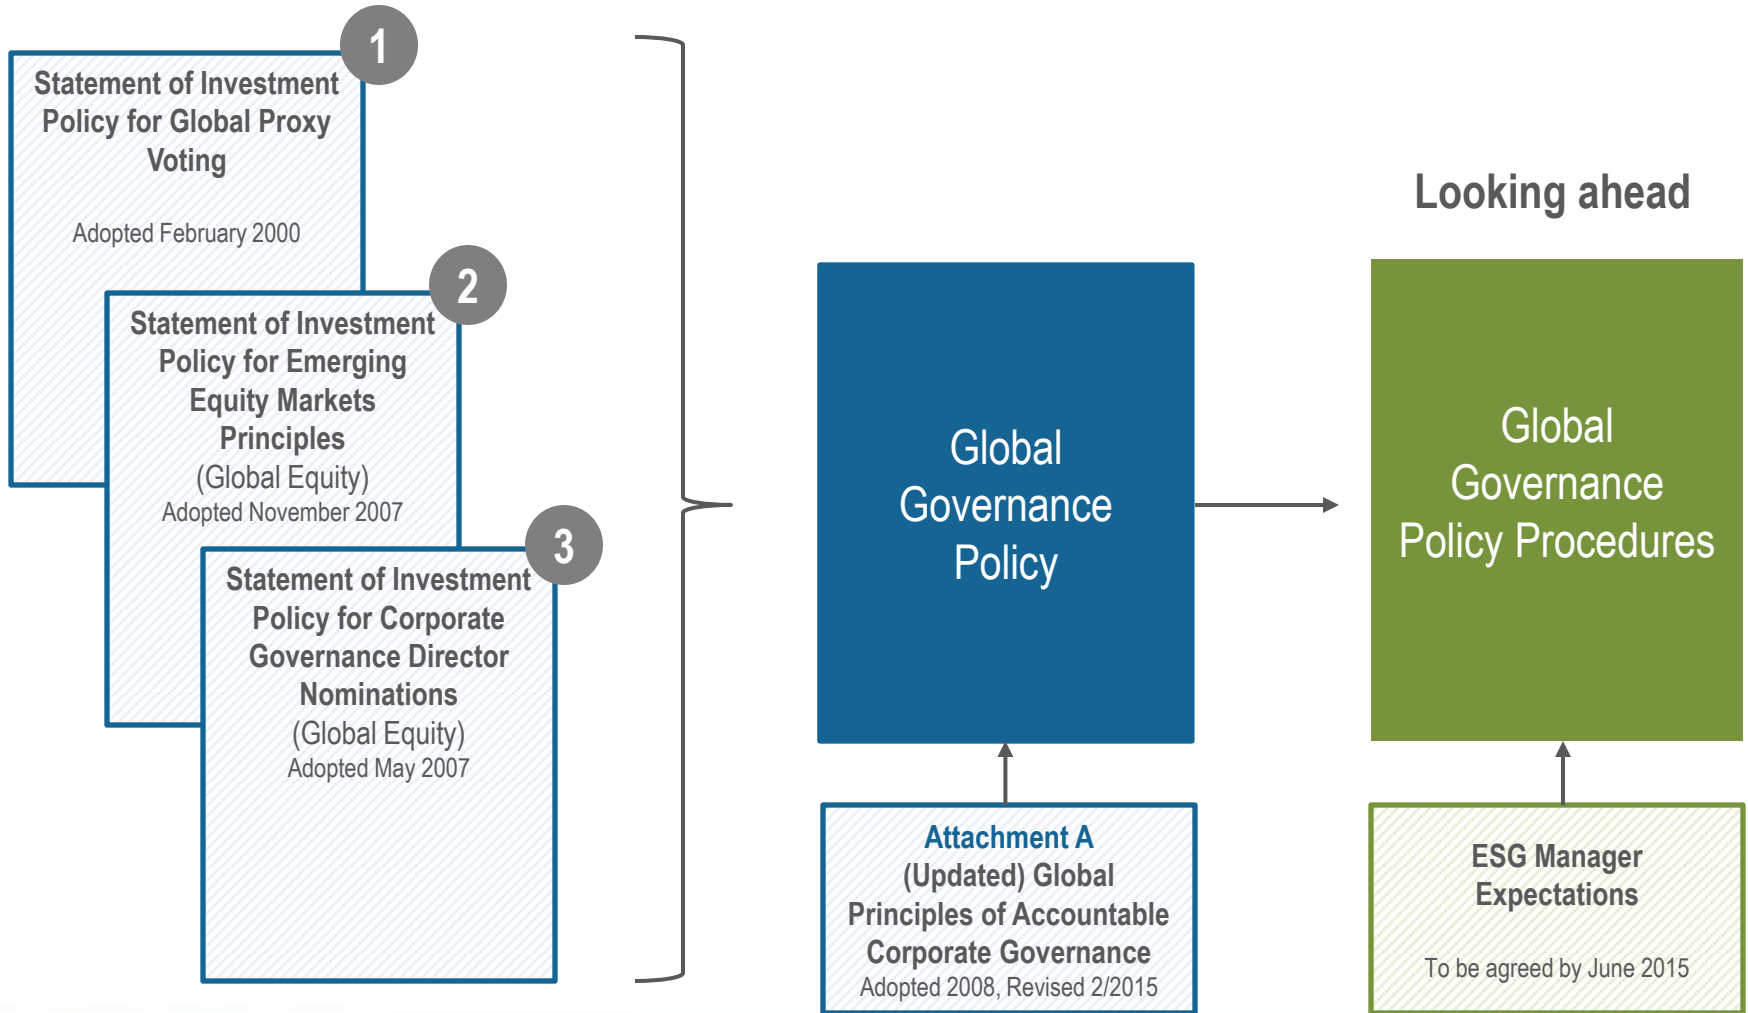 1
Statement of Investment
Policy for Global Proxy
Voting
Adopted February 2000
2
Statement of Investment
Policy for Emerging
Equity Markets
Principles
(Global Equity)
Adopted November 2007
3
Statement of Investment
Policy for Corporate
Governance Director
Nominations
(Global Equity)
Adopted May 2007
Global
Governance
Policy
Attachment A
(Updated) Global
Principles of Accountable
Corporate Governance
Adopted 2008, Revised 2/2015
Looking ahead
Global
Governance
Policy Procedures
ESG Manager
Expectations
To be agreed by June 2015